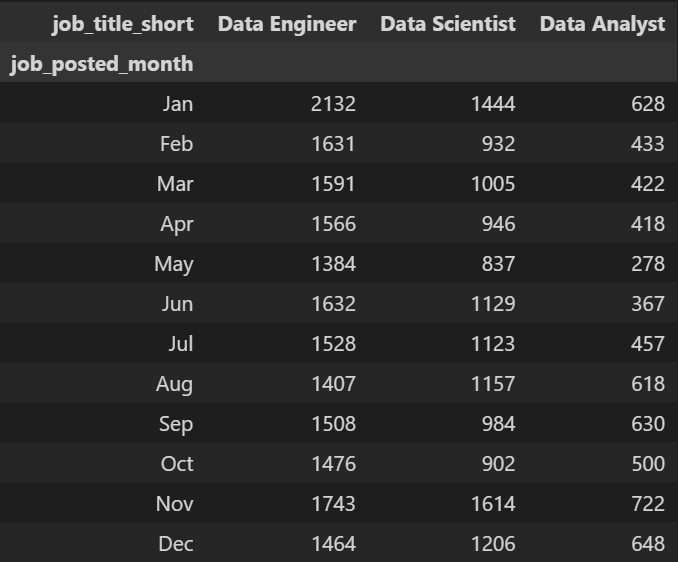 job_title_short Data Engineer Data Scientist Data Analyst
job_posted_month
Jan 2132 1444 628
Feb 1631 932 433
Mar 1591 1005 422
Apr 1566 946 418
May 1384 837 278
Jun 1632 1129 367
Jul 1528 1123 457
Aug 1407 1157 618
Sep 1508 984 630
Oct 1476 902 500
Nov 1743 1614 722
Dec 1464 1206 648